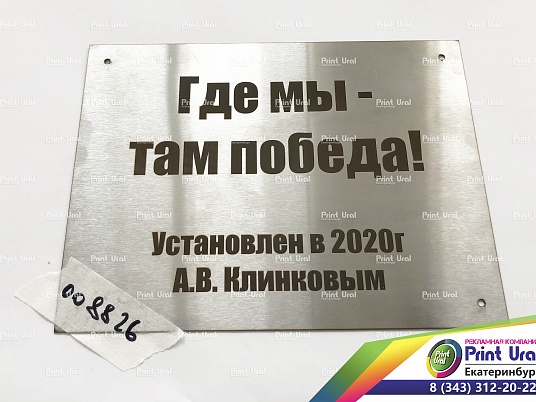 Где мы -
там победа!
Установлен в 2020г
А.В. Клинковым
008826
РЕКЛАМНАЯ КОМПАНИЯ
Print Ural
Екатеринбург
8 (343) 312-20-22
Print Ural